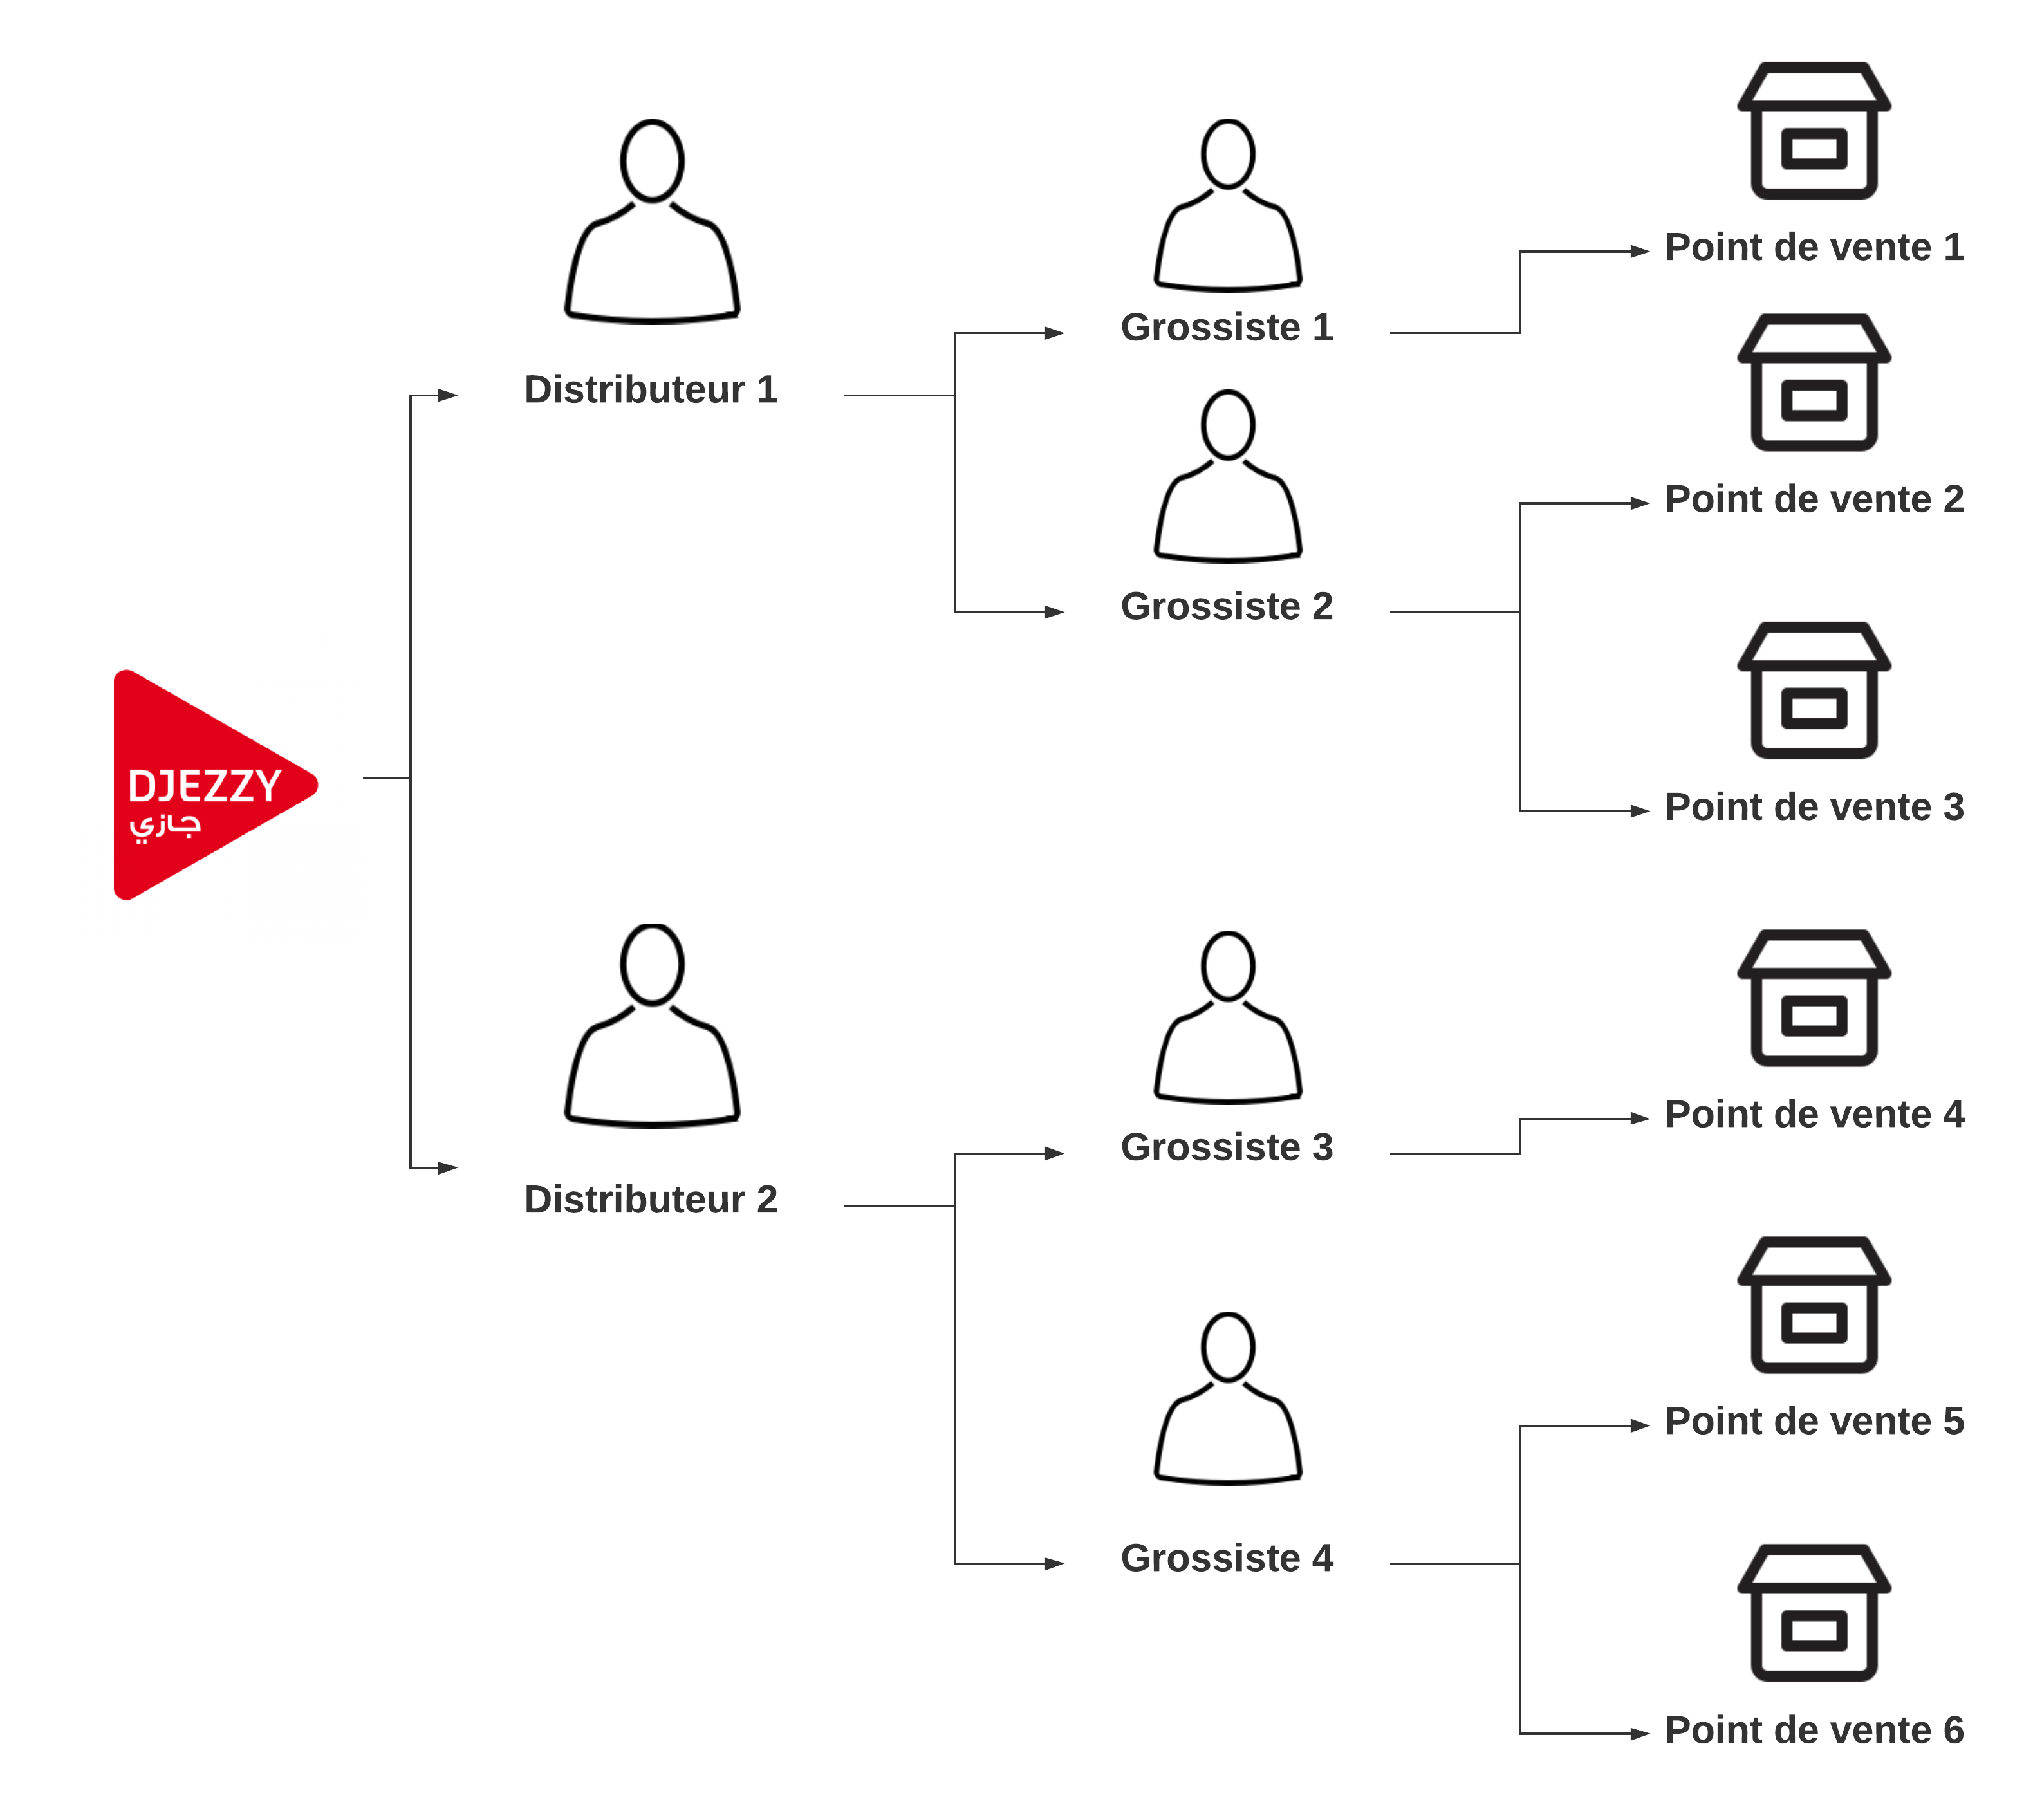 Point de vente 1
Grossiste 1
Distributeur 1
Point de vente 2
Grossiste 2
DJEZZY
جازي
Point de vente 3
Point de vente 4
Grossiste 3
Distributeur 2
Point de vente 5
Grossiste 4
Point de vente 6